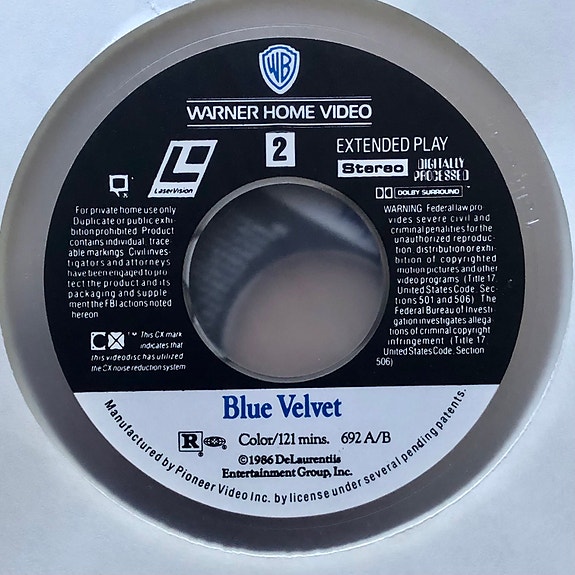 WB
WARNER HOME VIDEO
2
EXTENDED PLAY
LaserVision
Stereo
DIGITALLY
PROCESSED
DOLBY SURROUND
For private home use only
Duplicate or public exhi-
bition prohibited Product
contains individual trace-
able markings. Civil inves-
tigators and attorneys
have been engaged to pro-
tect the product and its
packaging and supple
ment the FBI actions noted
hereon
CX™ This CX mark
indicates that
this videodisc has utilized
the CX noise reduction system
WARNING Federal law pro-
vides severe civil and
criminal penalties for the
unauthorized reproduc-
tion distribution or exhi-
bition of copyrighted
motion pictures and other
video programs (Title 17
United States Code, Sec-
tions 501 and 506) The
Federal Bureau of Investi-
gation investigates allega
tions of criminal copyright
infringement (Title 17
United States Code. Section
506)
Blue Velvet
R Color/121 mins. 692 A/B
©1986 DeLaurentiis
Entertainment Group, Inc.
Manufactured by Pioneer Video Inc. by license under several pending patents.